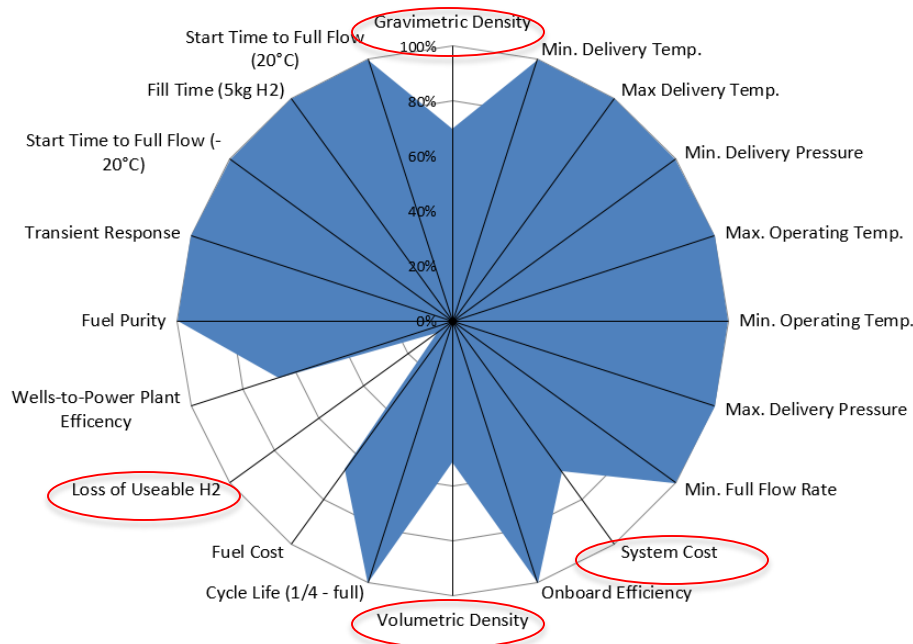 Gravimetric Density
Start Time to Full Flow
(20°C)
100%
Min. Delivery Temp.
Fill Time (5kg H2)
Max Delivery Temp.
80%
Start Time to Full Flow (-
20°C)
Min. Delivery Pressure
60%
Transient Response
40%
Max. Operating Temp.
20%
Fuel Purity
0%
Min. Operating Temp.
Wells-to-Power Plant
Efficency
Max. Delivery Pressure
Loss of Useable H2
Min. Full Flow Rate
Fuel Cost
System Cost
Cycle Life (1/4 - full)
Onboard Efficiency
Volumetric Density